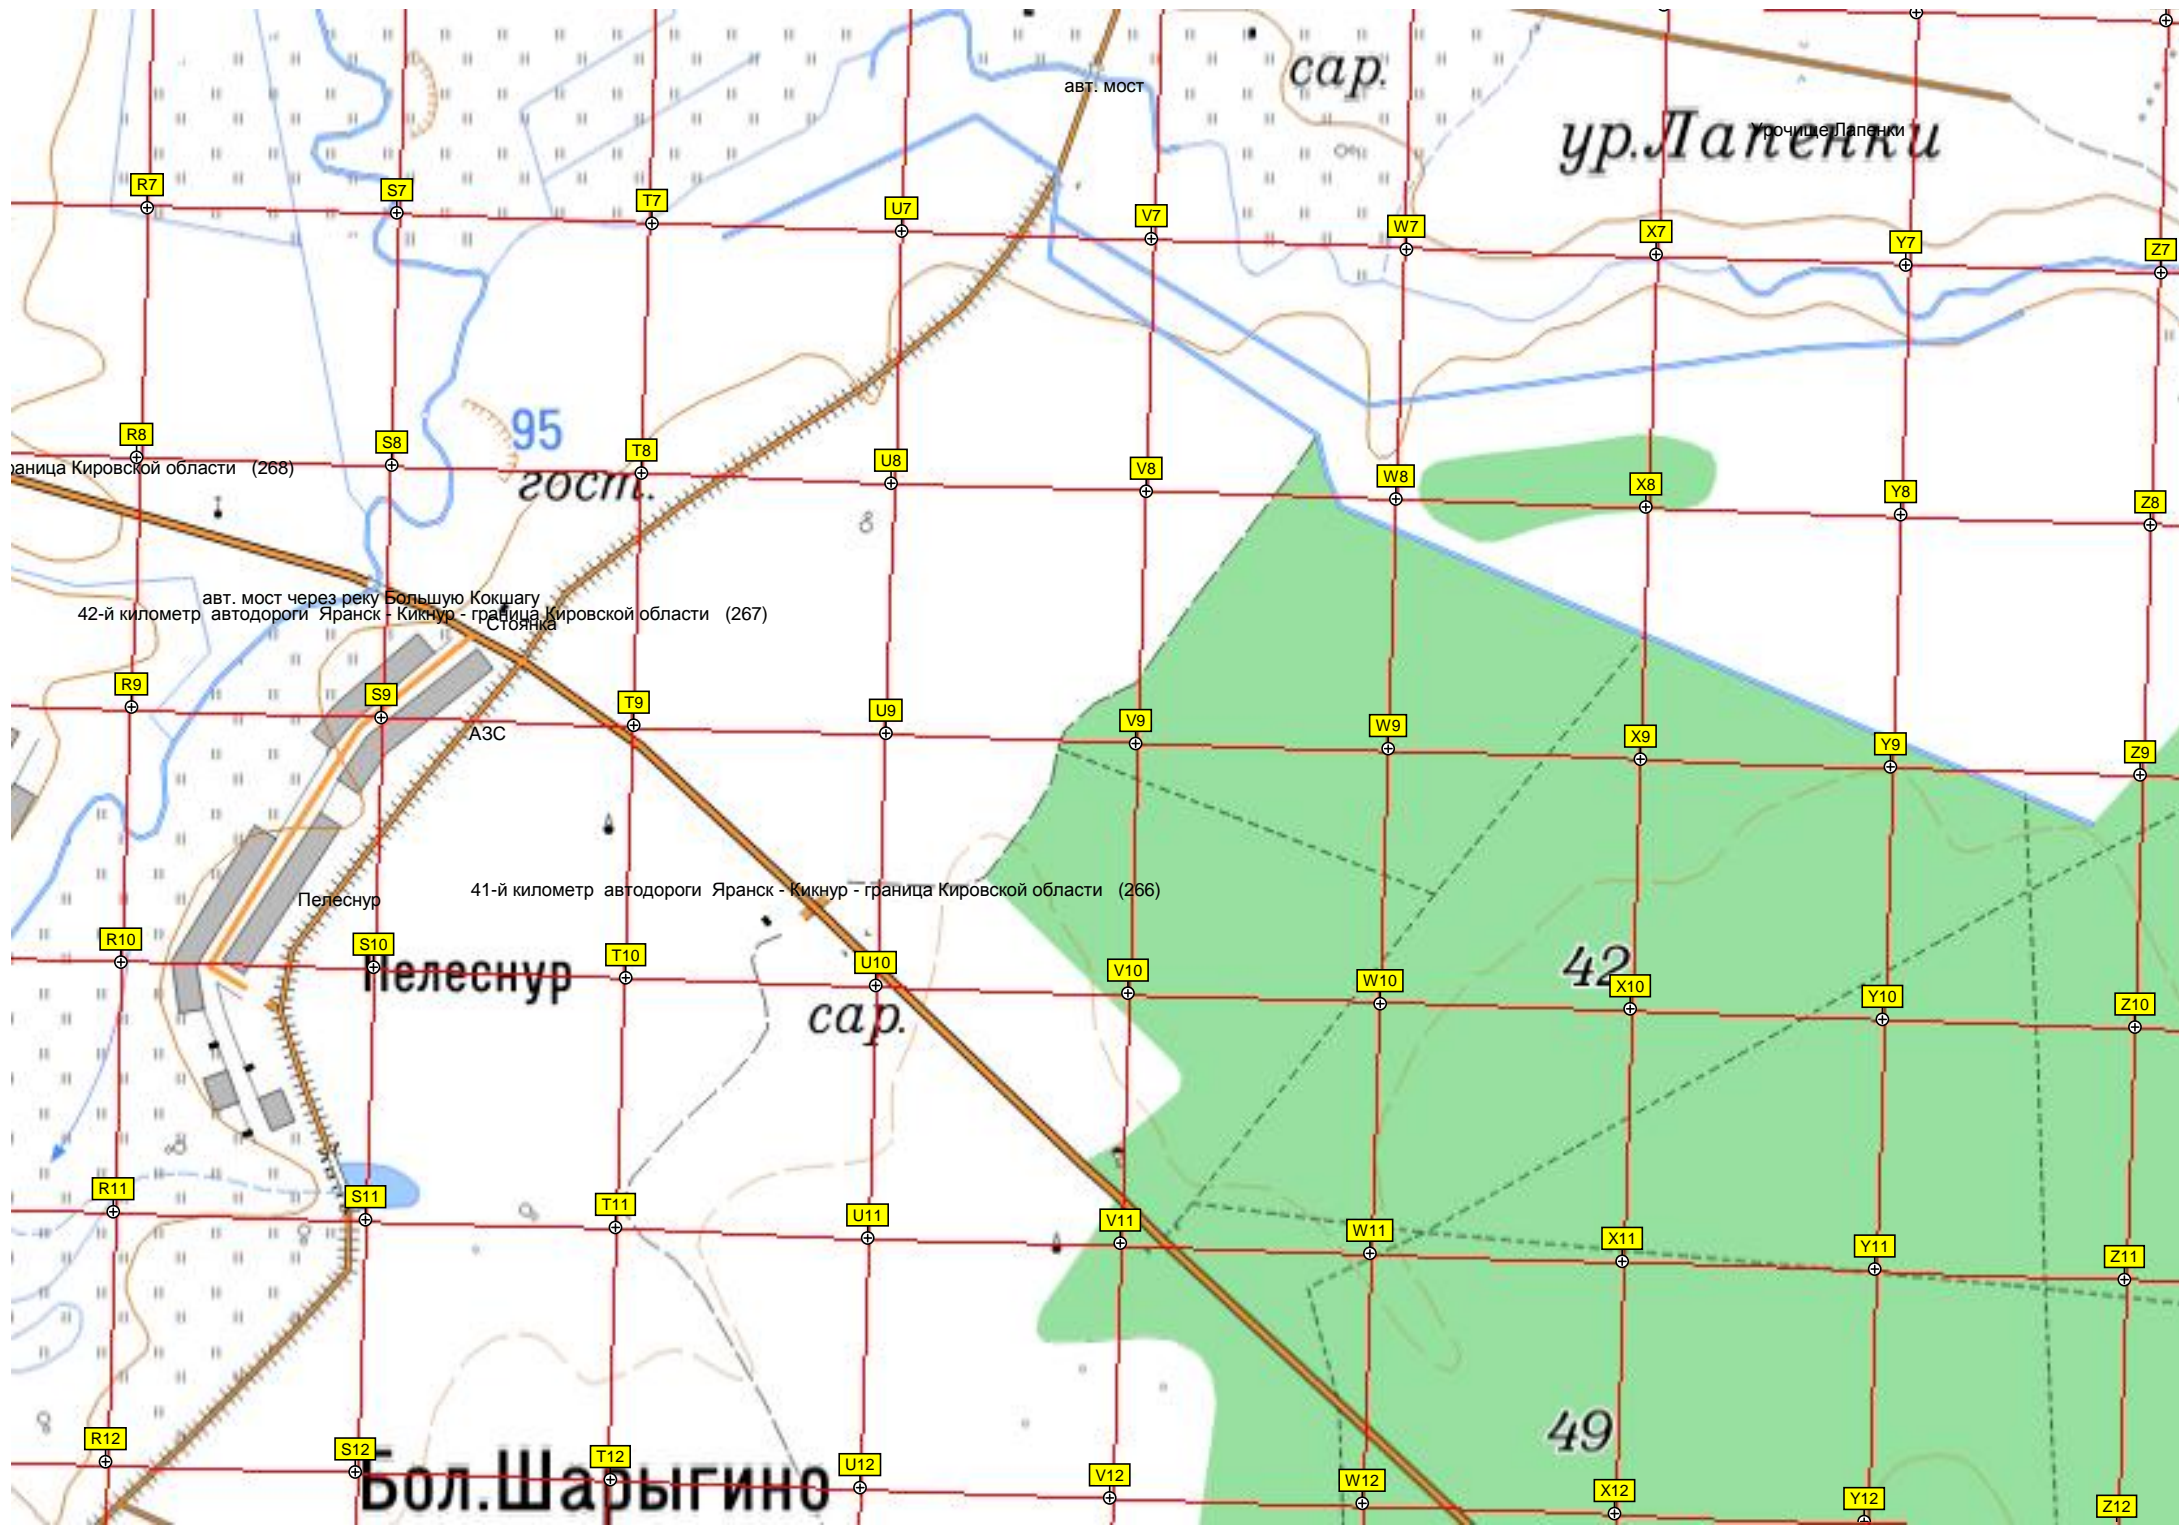 сар.
авт. мост
ур.Лапенки
Урочище Лапенки
R7
S7
T7
U7
V7
W7
X7
Y7
Z7
95
гост.
R8
S8
T8
U8
V8
W8
X8
Y8
Z8
раница Кировской области (268)
авт. мост через реку Большую Кокшагу
42-й километр автодороги Яранск - Кикнур - граница Кировской области (267)
Стоянка
R9
S9
T9
U9
V9
W9
X9
Y9
Z9
АЗС
41-й километр автодороги Яранск - Кикнур - граница Кировской области (266)
Пелеснур
R10
S10
T10
U10
V10
W10
X10
Y10
Z10
Пелеснур
42
сар.
R11
S11
T11
U11
V11
W11
X11
Y11
Z11
49
R12
S12
T12
U12
V12
W12
X12
Y12
Z12
Бол.Шарыгино